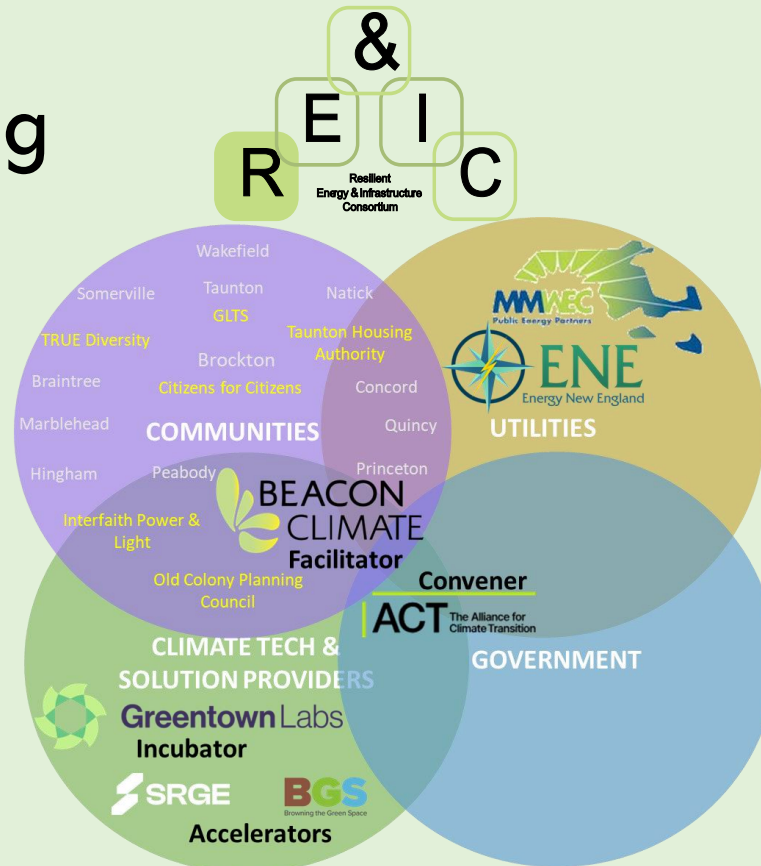 &
E I
g
R C
Resilient
Energy & Infrastructure
Consortium
Wakefield
Somerville
Taunton
Natick
GLTS
TRUE Diversity
Taunton Housing
Authority
Brockton
Braintree
Citizens for Citizens
Concord
Marblehead
COMMUNITIES
Quincy
Hingham
Peabody
Princeton
Interfaith Power &
Light
Old Colony Planning
Council
MMWEC
Public Energy Partners
ENE
Energy New England
UTILITIES
BEACON
CLIMATE
Facilitator
Convener
ACT The Alliance for
Climate Transition
CLIMATE TECH &
SOLUTION PROVIDERS
GOVERNMENT
Greentown Labs
Incubator
SRGE
BGS
Browning the Green Space
Accelerators